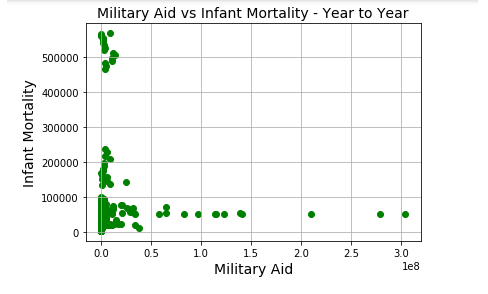 Military Aid vs Infant Mortality - Year to Year
Infant Mortality
500000
400000
300000
200000
100000
0
0.0 0.5 1.0 1.5 2.0 2.5 3.0
1e8
Military Aid